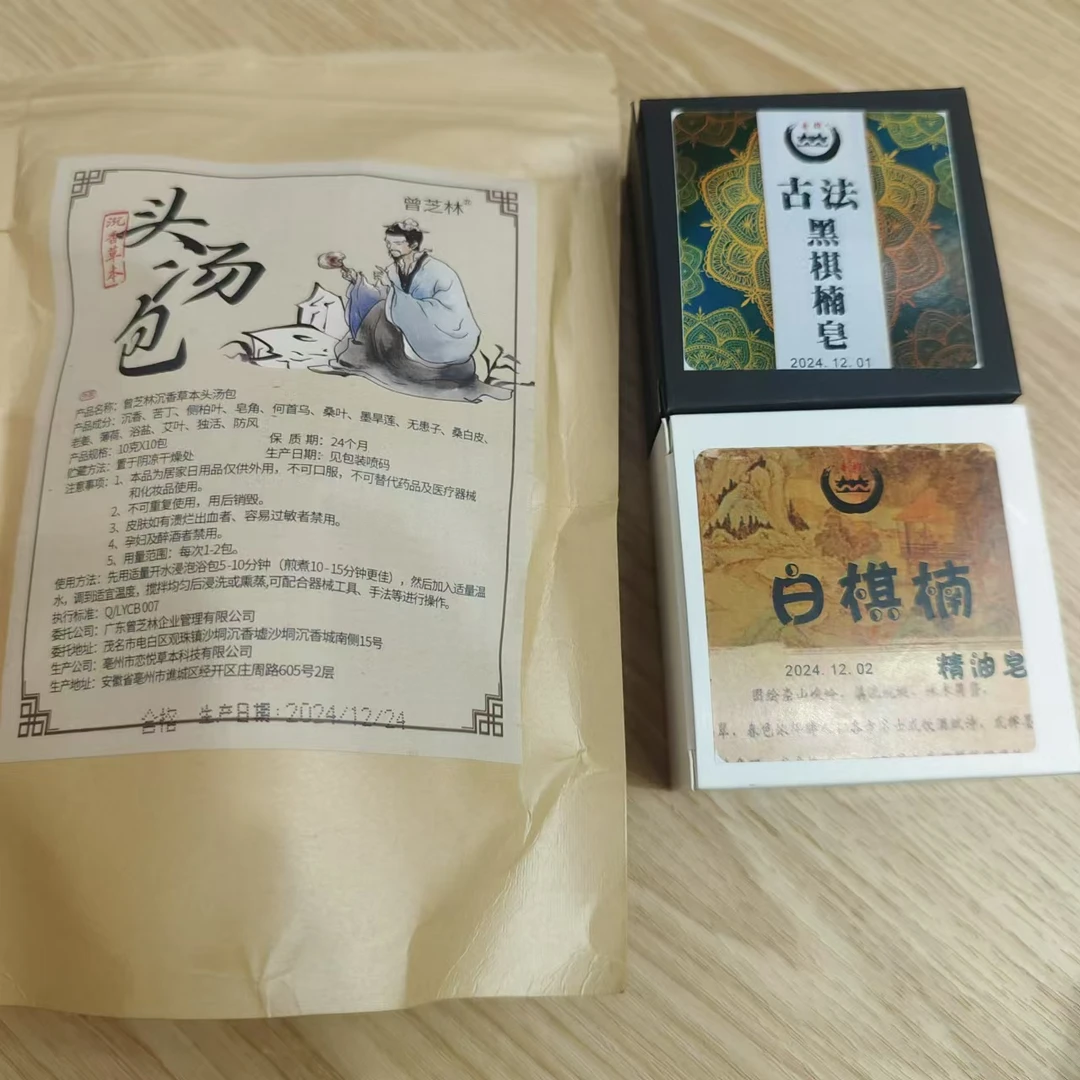 沉香草本
头汤包
曾芝林
产品名称：曾芝林沉香草本头汤包
产品成分：沉香、苦丁、侧柏叶、皂角、何首乌、桑叶、墨旱莲、无患子、桑白皮、
老姜、薄荷、浴盐、艾叶、独活、防风
产品规格：10克X10包
保 质 期：24个月
贮藏方法：置于阴凉干燥处
生产日期：见包装喷码
注意事项：1、本品为居家日用品仅供外用，不可口服，不可替代药品及医疗器械
和化妆品使用。
2、不可重复使用，用后销毁。
3、皮肤如有溃烂出血者、容易过敏者禁用。
4、孕妇及醉酒者禁用。
5、用量范围：每次1-2包。
使用方法：先用适量开水浸泡浴包5-10分钟（煎煮10-15分钟更佳），然后加入适量温
水，调到适宜温度，搅拌均匀后浸洗或熏蒸,可配合器械工具、手法等进行操作。
执行标准：Q/LYCB 007
委托公司：广东曾芝林企业管理有限公司
委托地址：茂名市电白区观珠镇沙垌沉香墟沙垌沉香城南侧15号
生产公司：亳州市恋悦草本科技有限公司
生产地址：安徽省亳州市谯城区经开区庄周路605号2层
合格 生产日期：2024/12/24
古法
黑棋楠皂
2024. 12. 01
白棋楠
2024. 12. 02
精油皂